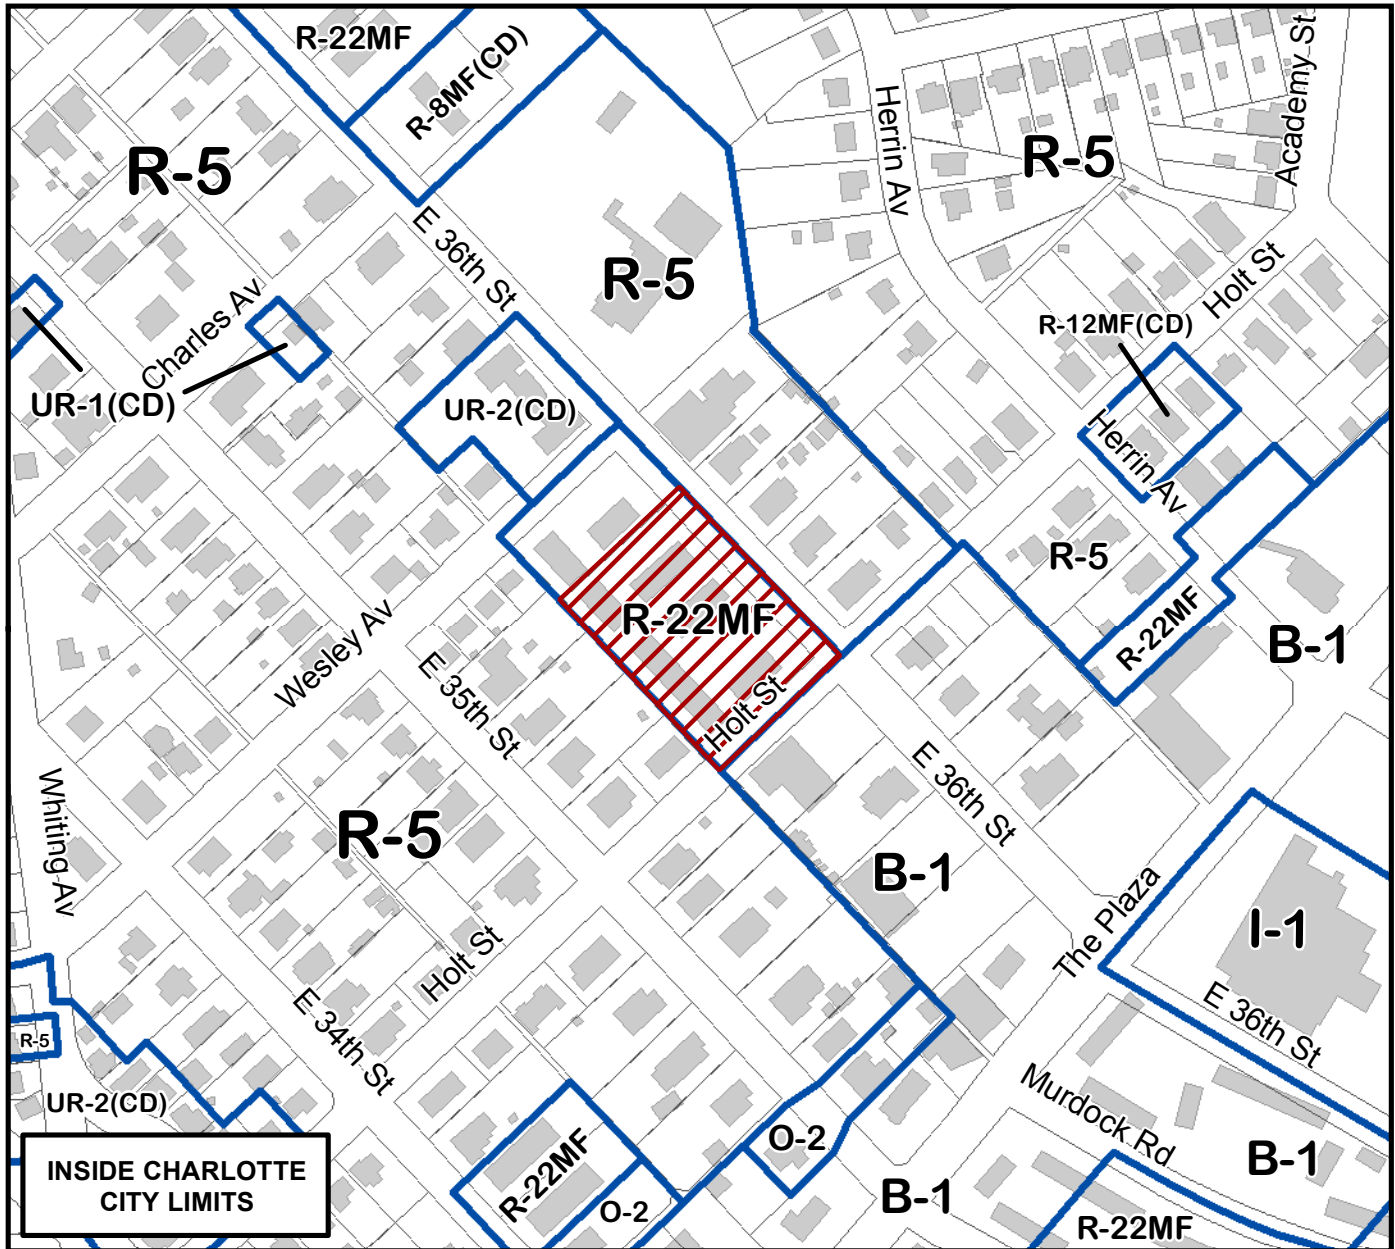 R-22MF
R-8MF(CD)
Academy St
Herrin Av
R-5
R-5
E 36th St
R-5
Holt St
Charles Av
R-12MF(CD)
UR-1(CD)
UR-2(CD)
Herrin Av
R-5
R-22MF
R-22MF
B-1
Wesley Av
E 35th St
Holt St
E 36th St
Whiting Av
R-5
B-1
The Plaza
I-1
Holt St
E 36th St
E 34th St
R-5
UR-2(CD)
Murdock Rd
O-2
B-1
R-22MF
O-2
B-1
R-22MF
INSIDE CHARLOTTE
CITY LIMITS